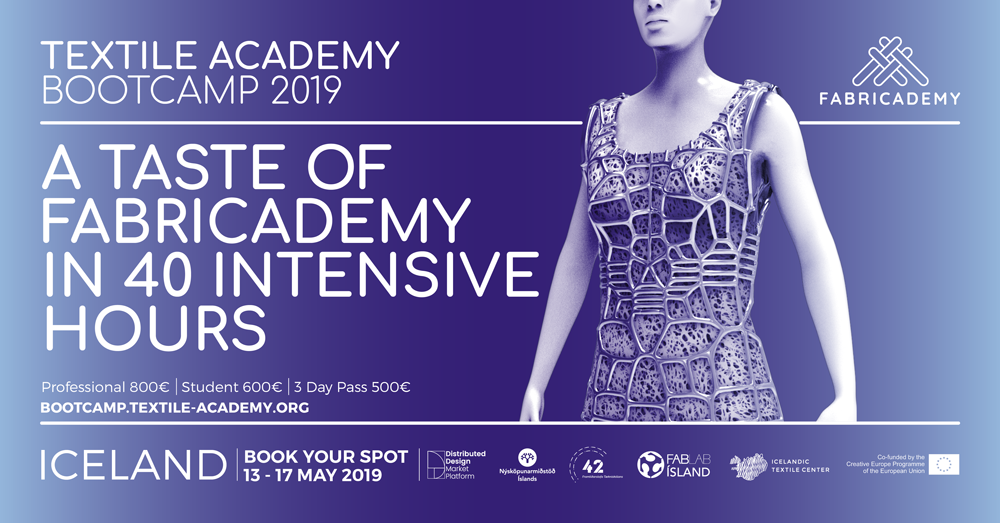 TEXTILE ACADEMY
BOOTCAMP 2019
FABRICADEMY
A TASTE OF
FABRICADEMY
IN 40 INTENSIVE
HOURS
Professional 800€ | Student 600€ | 3 Day Pass 500€
BOOTCAMP.TEXTILE-ACADEMY.ORG
ICELAND
BOOK YOUR SPOT
13 - 17 MAY 2019
Distributed
Design
Market
Platform
Nýsköpunarmiðstöð
Íslands
42
FABLAB
ÍSLAND
ICELANDIC
TEXTILE CENTER
Co-funded by the
Creative Europe Programme
of the European Union